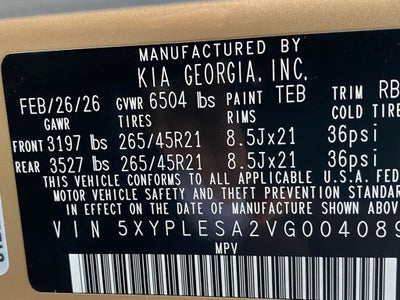 MANUFACTURED BY
KIA GEORGIA, INC.
FEB/26/26 GVWR 6504 lbs PAINT TEB TRIM RB
GAWR TIRES RIMS COLD TIRE
FRONT 3197 lbs 265/45R21 8.5Jx21 36psi
REAR 3527 lbs 265/45R21 8.5Jx21 36psi
THIS VEHICLE CONFORMS TO ALL APPLICABLE U.S.A. FED
MOTOR VEHICLE SAFETY AND THEFT PREVENTION STANDAR
IN EFFECT ON THE DATE OF MANUFACTURE SHOWN ABOVE
VIN 5XYPLESA2VG004089
MPV